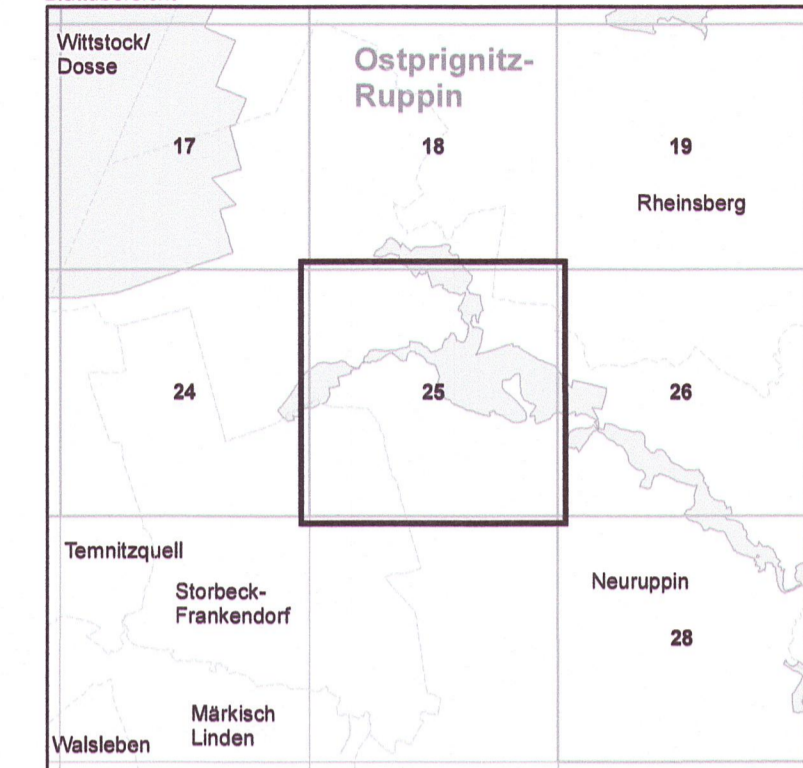 Wittstock/
Dosse
Ostprignitz-
Ruppin
17
18
19
Rheinsberg
24
25
26
Temnitzquell
Storbeck-
Frankendorf
Neuruppin
28
Märkisch
Linden
Walsleben